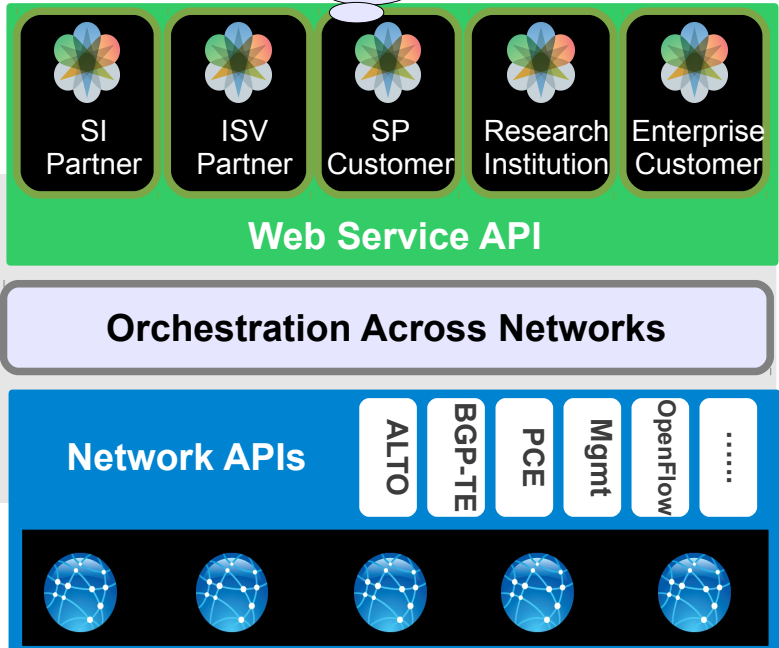 SI
Partner
ISV
Partner
SP
Customer
Research
Institution
Enterprise
Customer
Web Service API
Orchestration Across Networks
Network APIs
ALTO
BGP-TE
PCE
Mgmt
OpenFlow
......